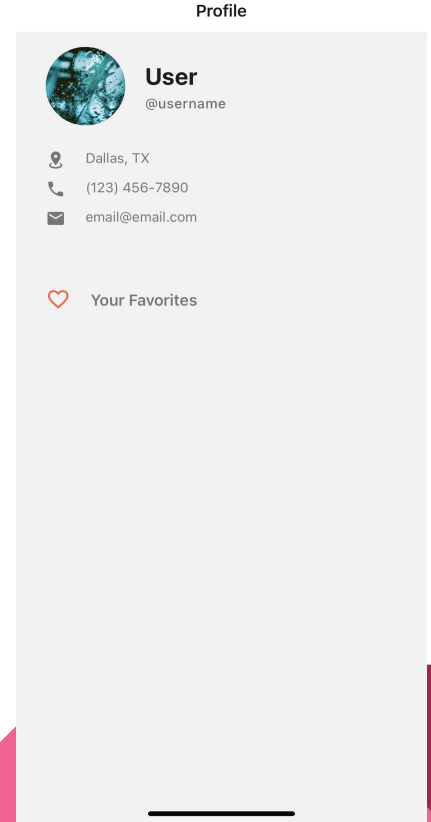 Profile
User
@username
Dallas, TX
(123) 456-7890
email@email.com
Your Favorites